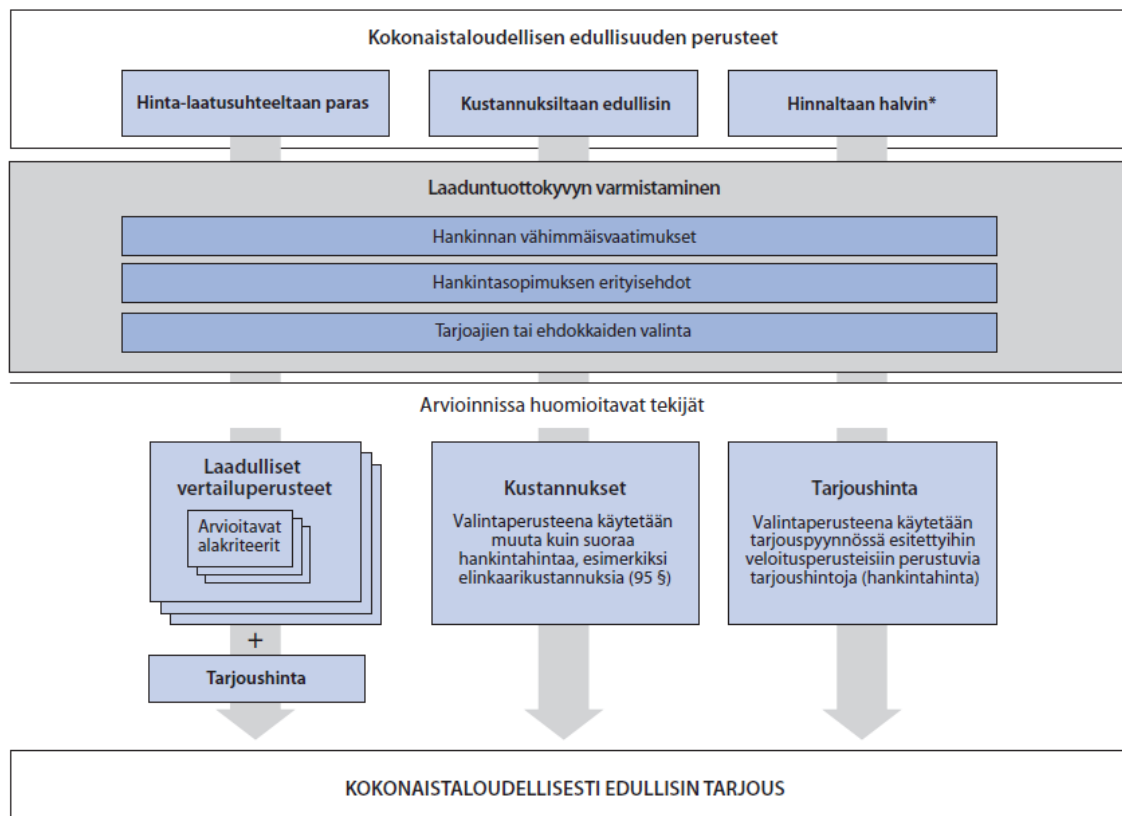 Kokonaistaloudellisen edullisuuden perusteet
Hinta-laatusuhteeltaan paras
Kustannuksiltaan edullisin
Hinnaltaan halvin*
Laaduntuottokyvyn varmistaminen
Hankinnan vähimmäisvaatimukset
Hankintasopimuksen erityisehdot
Tarjoajien tai ehdokkaiden valinta
Arvioinnissa huomioitavat tekijät
Laadulliset
vertailuperusteet
Arvioitavat
alakriteerit
+
Tarjoushinta
Kustannukset
Valintaperusteena käytetään
muuta kuin suoraa
hankintahintaa, esimerkiksi
elinkaarikustannuksia (95 §)
Tarjoushinta
Valintaperusteena käytetään
tarjouspyynnössä esitettyihin
veloitusperusteisiin perustuvia
tarjoushintoja (hankintahinta)
KOKONAISTALOUDELLISESTI EDULLISIN TARJOUS